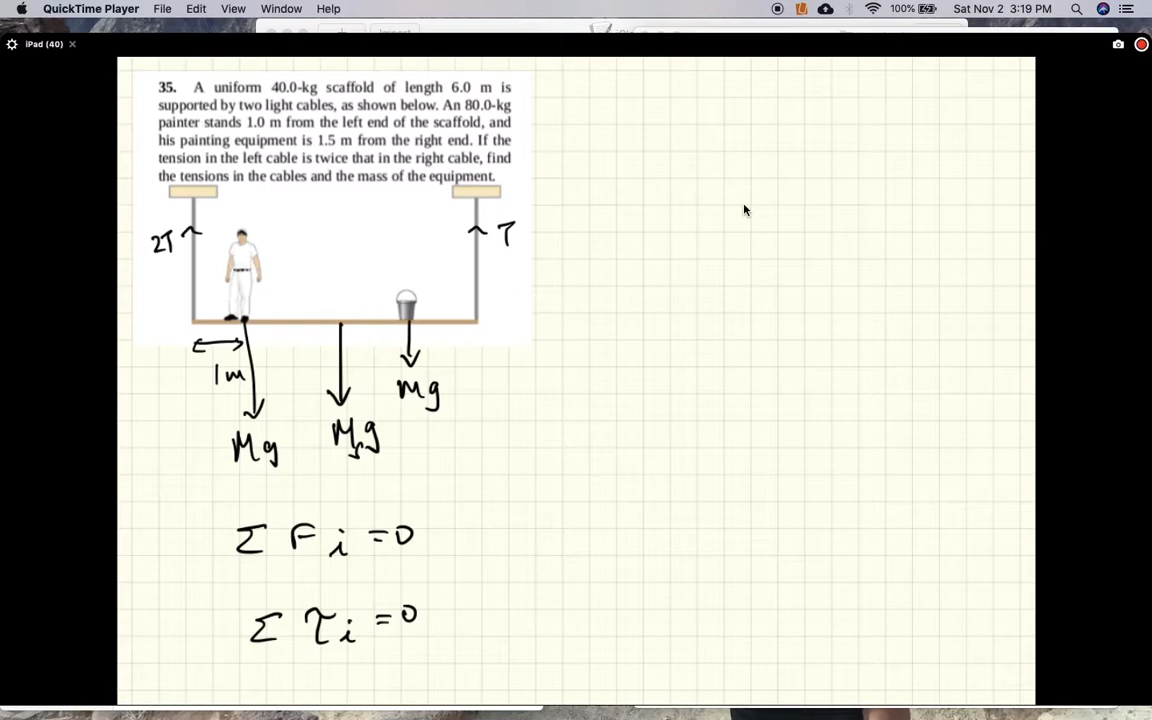 QuickTime Player File Edit View Window Help 100% Sat Nov 2 3:19 PM
iPad (40)
35. A uniform 40.0-kg scaffold of length 6.0 m is
supported by two light cables, as shown below. An 80.0-kg
painter stands 1.0 m from the left end of the scaffold, and
his painting equipment is 1.5 m from the right end. If the
tension in the left cable is twice that in the right cable, find
the tensions in the cables and the mass of the equipment.
2T T
1m
Mg Msg mg
Σ Fi = 0
Σ τi = 0